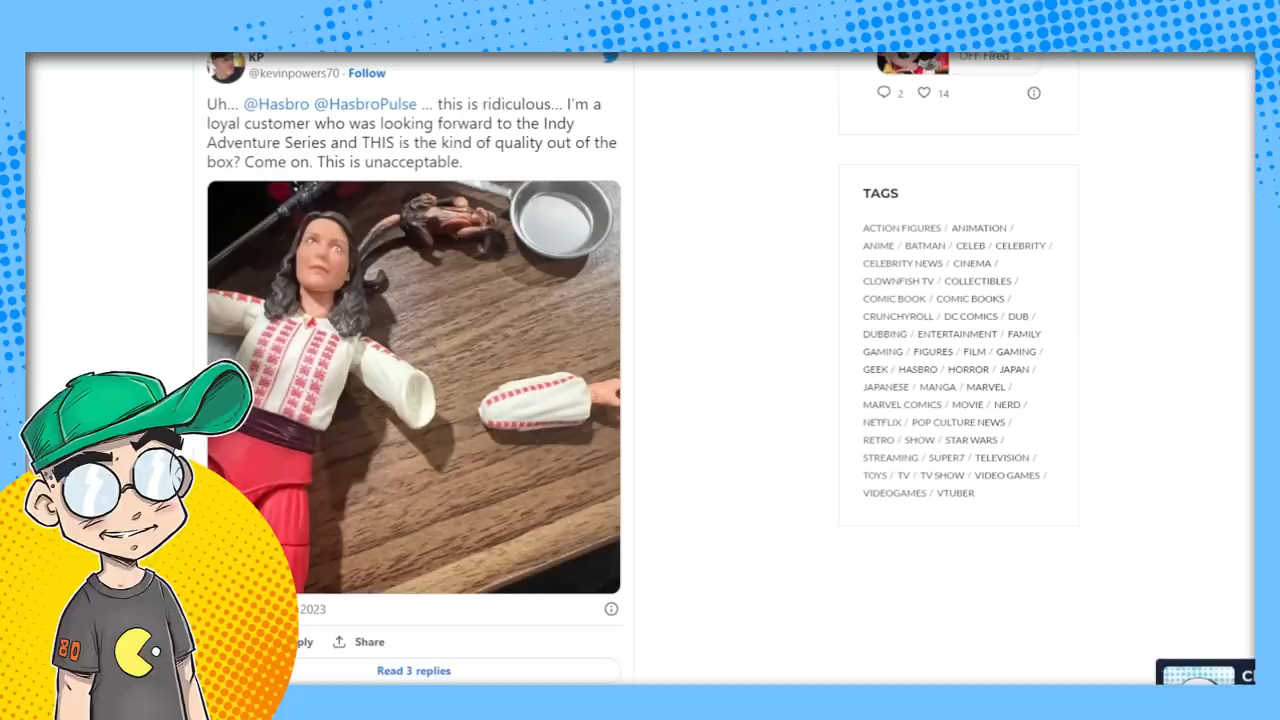 KP
@kevinpowers70 · Follow
Uh... @Hasbro @HasbroPulse ... this is ridiculous... I'm a
loyal customer who was looking forward to the Indy
Adventure Series and THIS is the kind of quality out of the
box? Come on. This is unacceptable.
2023
ply Share
Read 3 replies
80
OFF Fired ...
2 14
TAGS
ACTION FIGURES / ANIMATION /
ANIME / BATMAN / CELEB / CELEBRITY /
CELEBRITY NEWS / CINEMA /
CLOWNFISH TV / COLLECTIBLES /
COMIC BOOK / COMIC BOOKS /
CRUNCHYROLL / DC COMICS / DUB /
DUBBING / ENTERTAINMENT / FAMILY
GAMING / FIGURES / FILM / GAMING /
GEEK / HASBRO / HORROR / JAPAN /
JAPANESE / MANGA / MARVEL /
MARVEL COMICS / MOVIE / NERD /
NETFLIX / POP CULTURE NEWS /
RETRO / SHOW / STAR WARS /
STREAMING / SUPER7 / TELEVISION /
TOYS / TV / TV SHOW / VIDEO GAMES /
VIDEOGAMES / VTUBER